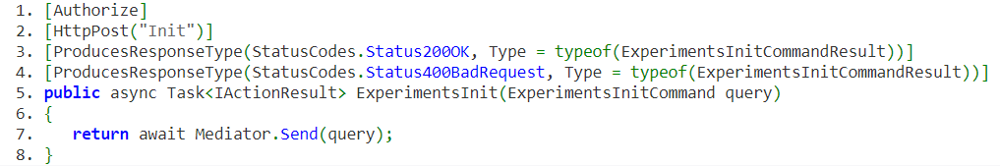 1. [Authorize]
2. [HttpPost("Init")]
3. [ProducesResponseType(StatusCodes.Status200OK, Type = typeof(ExperimentsInitCommandResult))]
4. [ProducesResponseType(StatusCodes.Status400BadRequest, Type = typeof(ExperimentsInitCommandResult))]
5. public async Task<IActionResult> ExperimentsInit(ExperimentsInitCommand query)
6. {
7.    return await Mediator.Send(query);
8. }